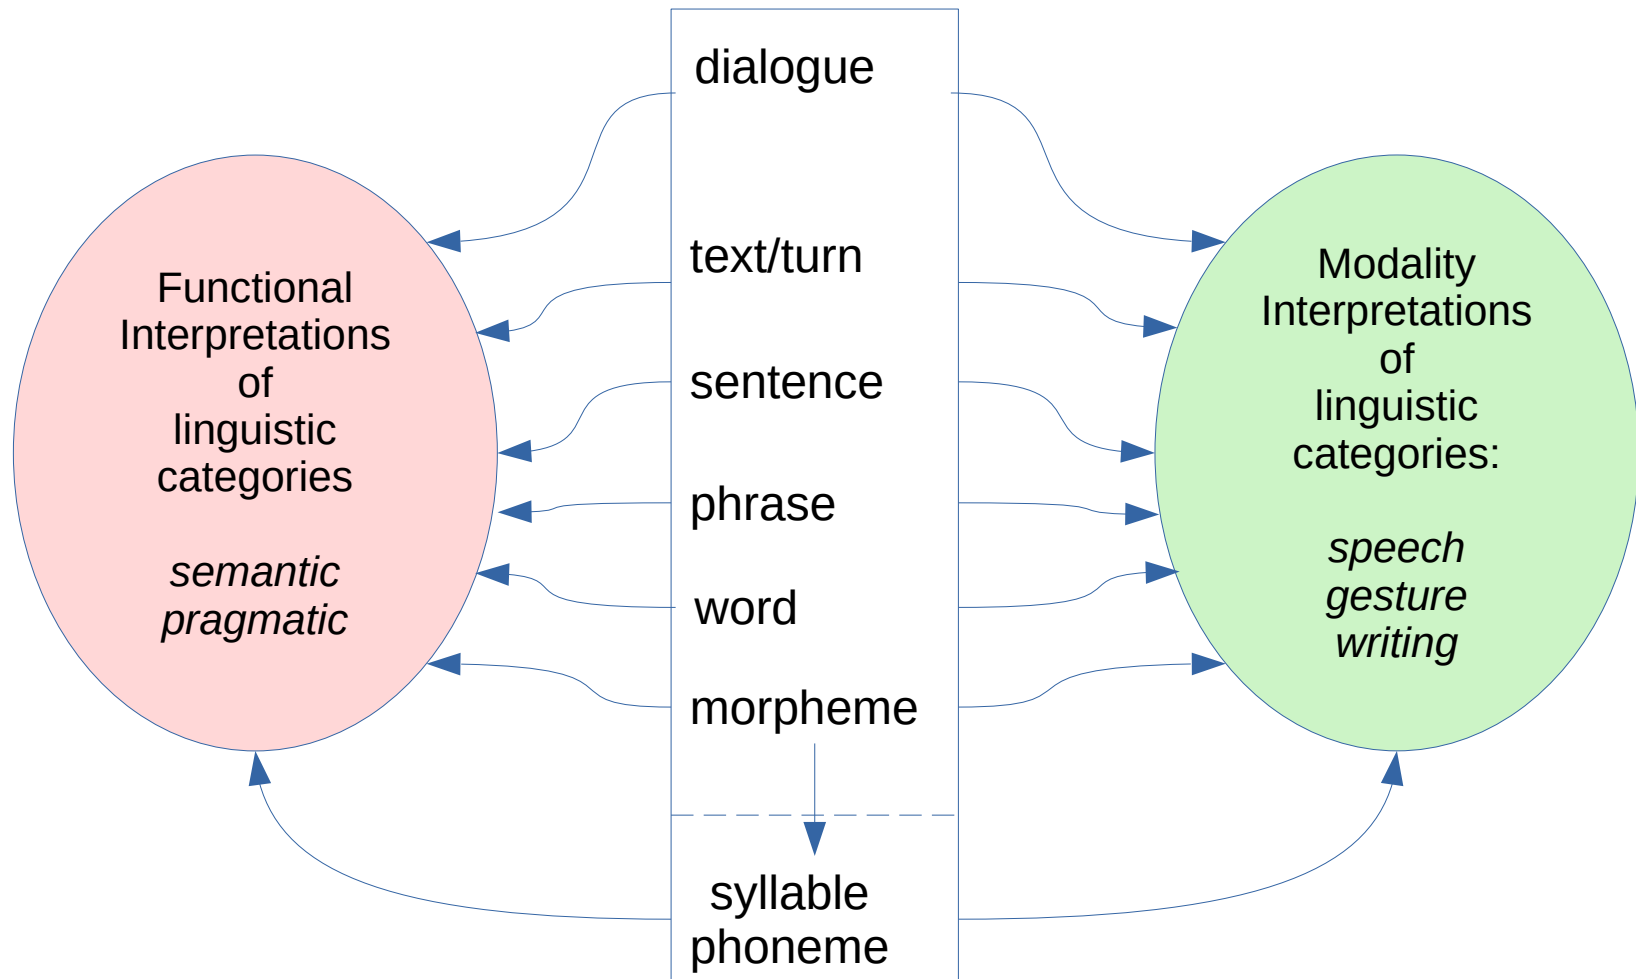 dialogue
text/turn
sentence
phrase
word
morpheme
syllable
phoneme
Functional
Interpretations
of
linguistic
categories
semantic
pragmatic
Modality
Interpretations
of
linguistic
categories:
speech
gesture
writing